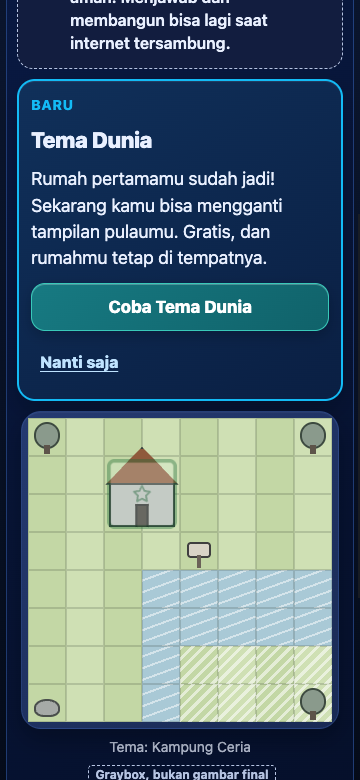 membangun bisa lagi saat
internet tersambung.
BARU
Tema Dunia
Rumah pertamamu sudah jadi!
Sekarang kamu bisa mengganti
tampilan pulaumu. Gratis, dan
rumahmu tetap di tempatnya.
Coba Tema Dunia
Nanti saja
Tema: Kampung Ceria
Graybox, bukan gambar final